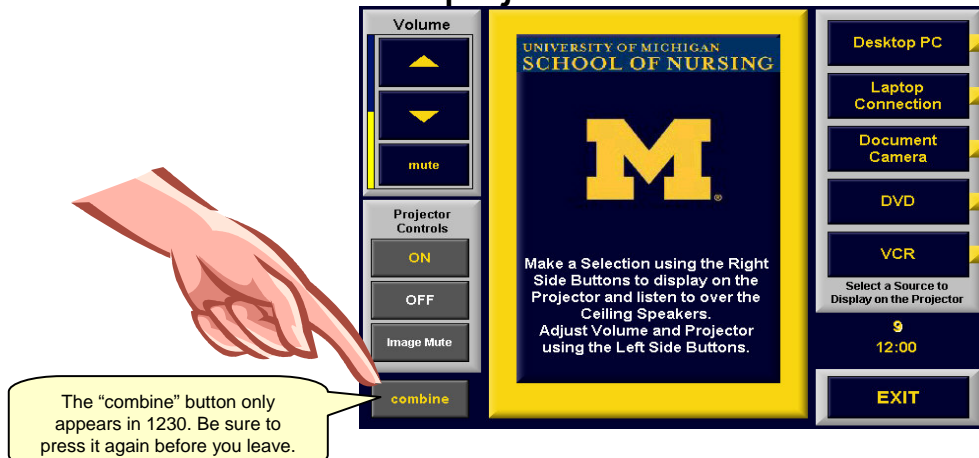 Volume
mute
Projector
Controls
ON
OFF
Image Mute
combine
UNIVERSITY OF MICHIGAN
SCHOOL OF NURSING
M
®
Make a Selection using the Right
Side Buttons to display on the
Projector and listen to over the
Ceiling Speakers.
Adjust Volume and Projector
using the Left Side Buttons.
Desktop PC
Laptop
Connection
Document
Camera
DVD
VCR
Select a Source to
Display on the Projector
9
12:00
EXIT
The “combine” button only
appears in 1230. Be sure to
press it again before you leave.